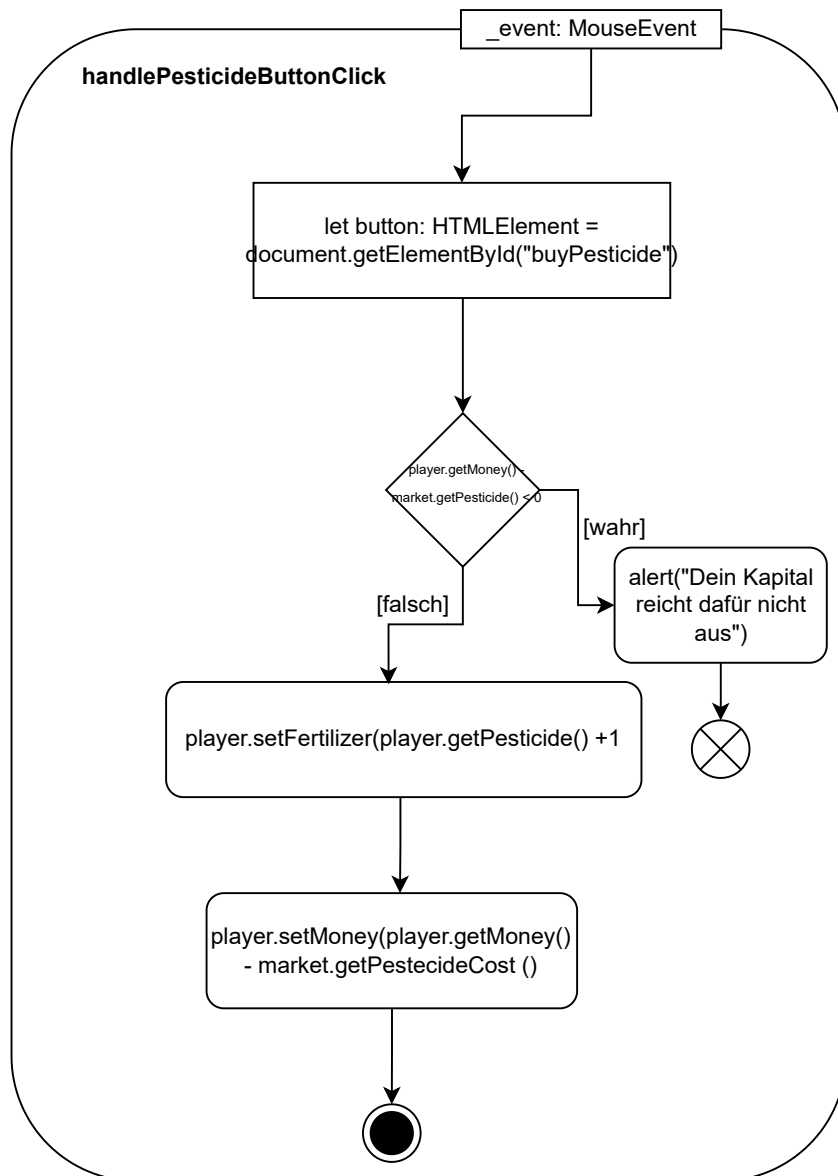 _event: MouseEvent
handlePesticideButtonClick
let button: HTMLElement =
document.getElementById("buyPesticide")
player.getMoney() -
market.getPesticide() < 0
[wahr]
[falsch]
alert("Dein Kapital
reicht dafür nicht
aus")
player.setFertilizer(player.getPesticide() +1
player.setMoney(player.getMoney()
- market.getPestecideCost ()